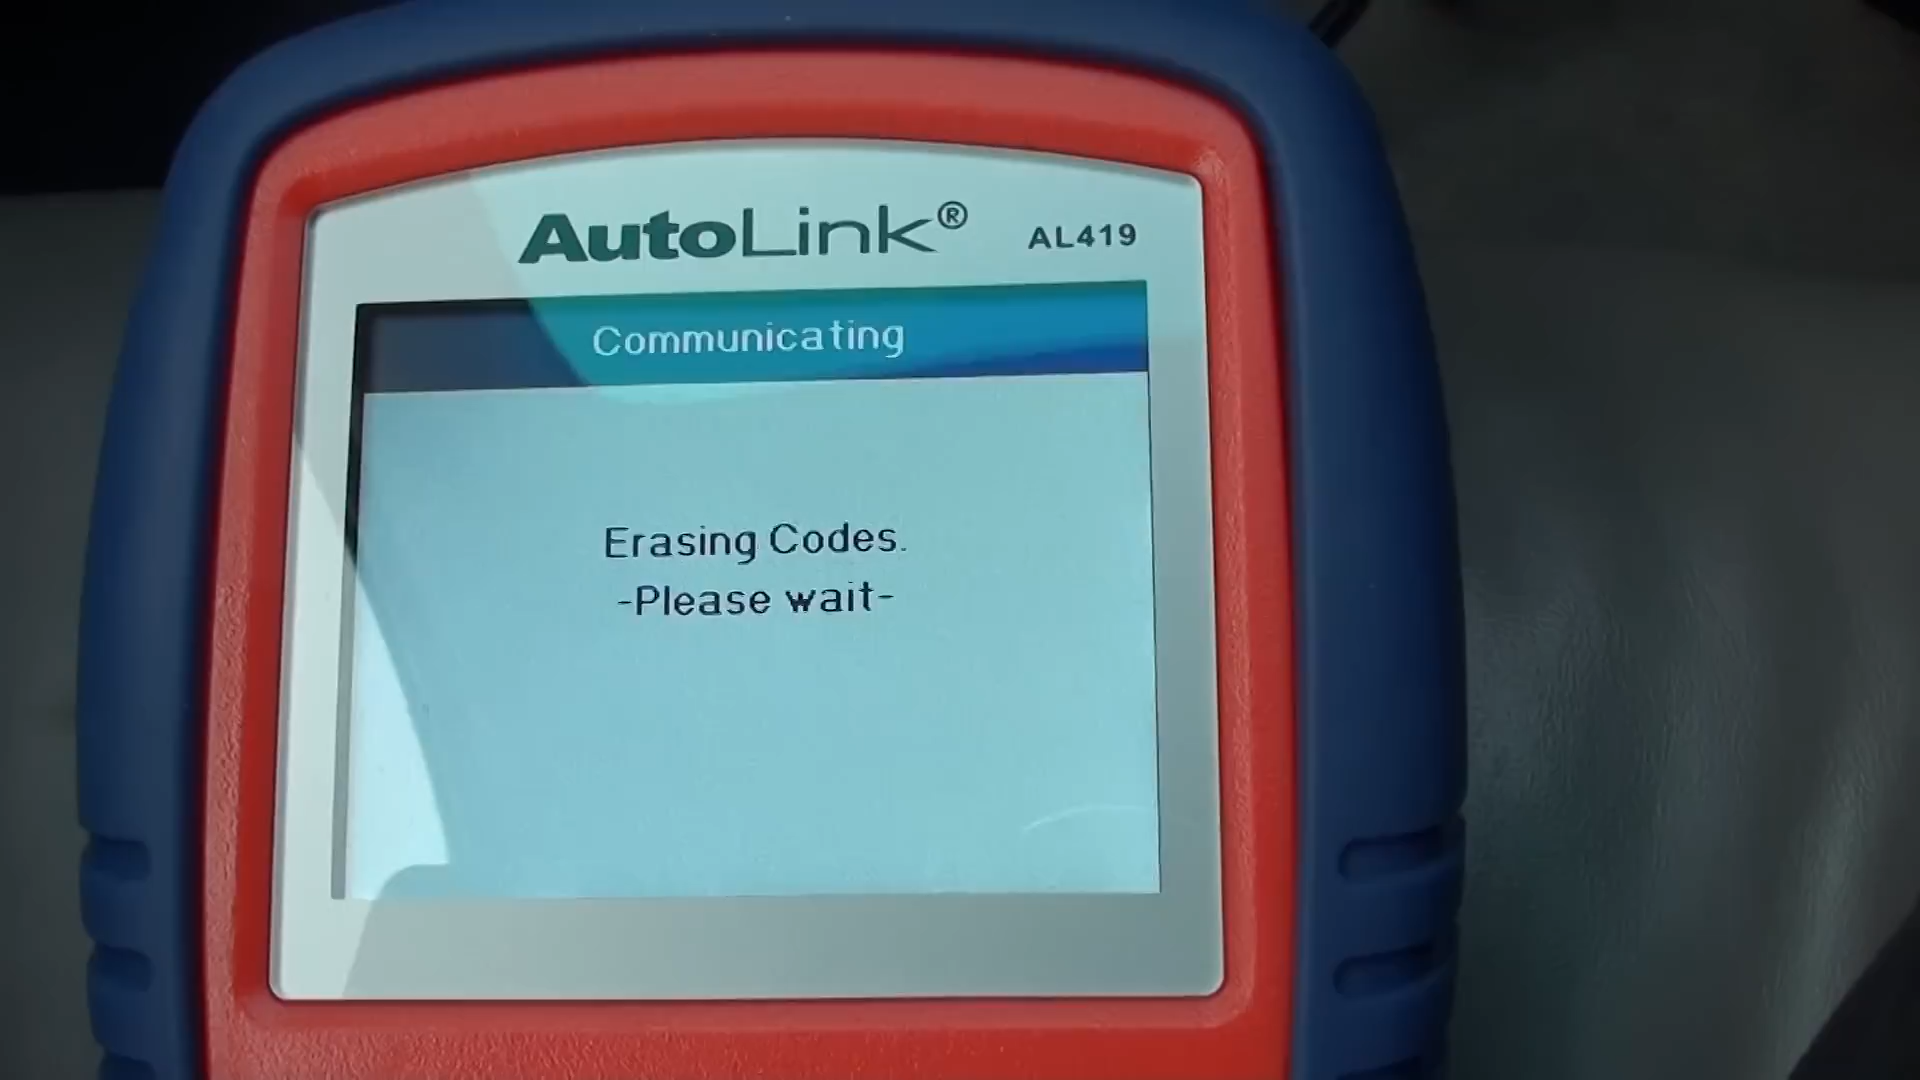 AutoLink® AL419
Communicating
Erasing Codes.
-Please wait-